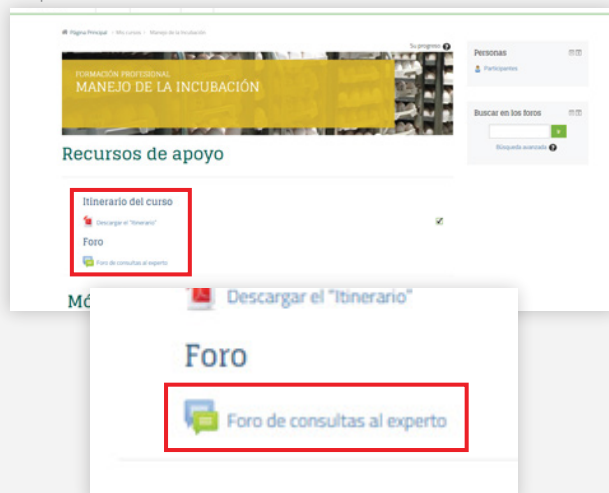 Página Principal › Mis cursos › Manejo de la Incubación
Su progreso
FORMACIÓN PROFESIONAL
MANEJO DE LA INCUBACIÓN
Recursos de apoyo
Itinerario del curso
Descargar el "Itinerario"
Foro
Foro de consultas al experto
Mó
Personas
Participantes
Buscar en los foros
Búsqueda avanzada
Descargar el "Itinerario"
Foro
Foro de consultas al experto